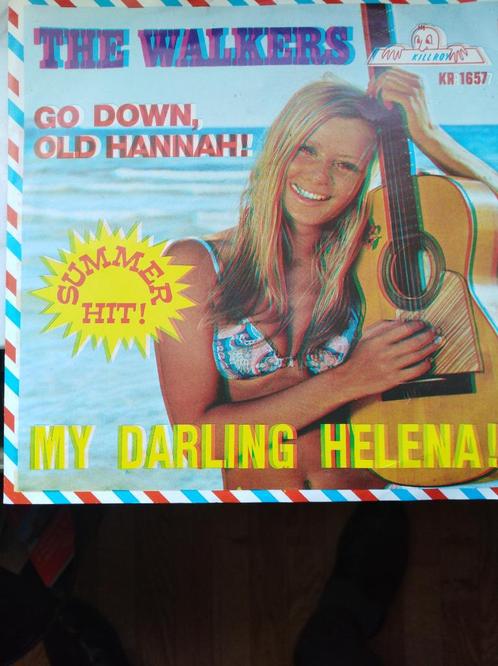 THE WALKERS
KILLROY
KR 1657
GO DOWN,
OLD HANNAH!
SUMMER
HIT!
MY DARLING HELENA!